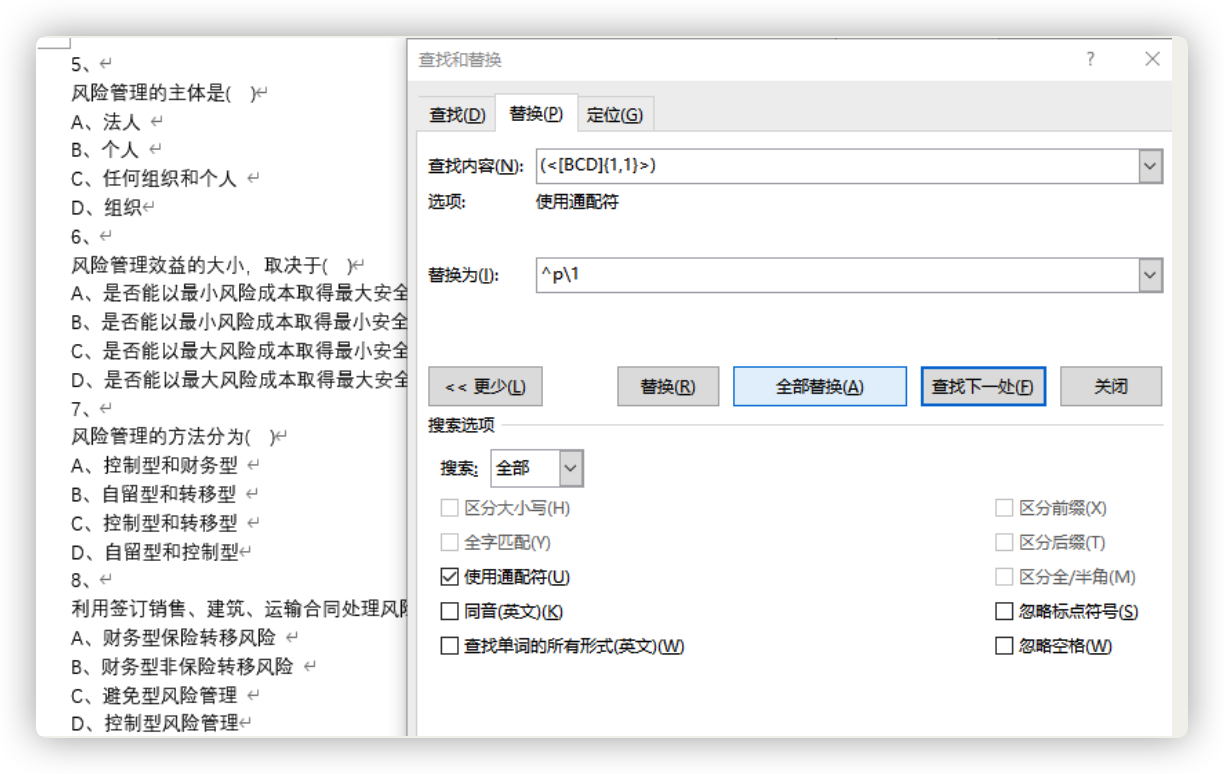 5、↵
风险管理的主体是(   )↵
A、法人 ↵
B、个人 ↵
C、任何组织和个人 ↵
D、组织↵
6、↵
风险管理效益的大小，取决于(   )↵
A、是否能以最小风险成本取得最大安全
B、是否能以最小风险成本取得最小安全
C、是否能以最大风险成本取得最小安全
D、是否能以最大风险成本取得最大安全
7、↵
风险管理的方法分为(   )↵
A、控制型和财务型 ↵
B、自留型和转移型 ↵
C、控制型和转移型 ↵
D、自留型和控制型↵
8、↵
利用签订销售、建筑、运输合同处理风险
A、财务型保险转移风险 ↵
B、财务型非保险转移风险 ↵
C、避免型风险管理 ↵
D、控制型风险管理↵
查找和替换 ?
查找(D) 替换(P) 定位(G)
查找内容(N): (<[BCD]{1,1}>)
选项: 使用通配符
替换为(I): ^p\1
<< 更少(L) 替换(R) 全部替换(A) 查找下一处(F) 关闭
搜索选项
搜索: 全部
区分大小写(H) 区分前缀(X)
全字匹配(Y) 区分后缀(T)
使用通配符(U) 区分全/半角(M)
同音(英文)(K) 忽略标点符号(S)
查找单词的所有形式(英文)(W) 忽略空格(W)